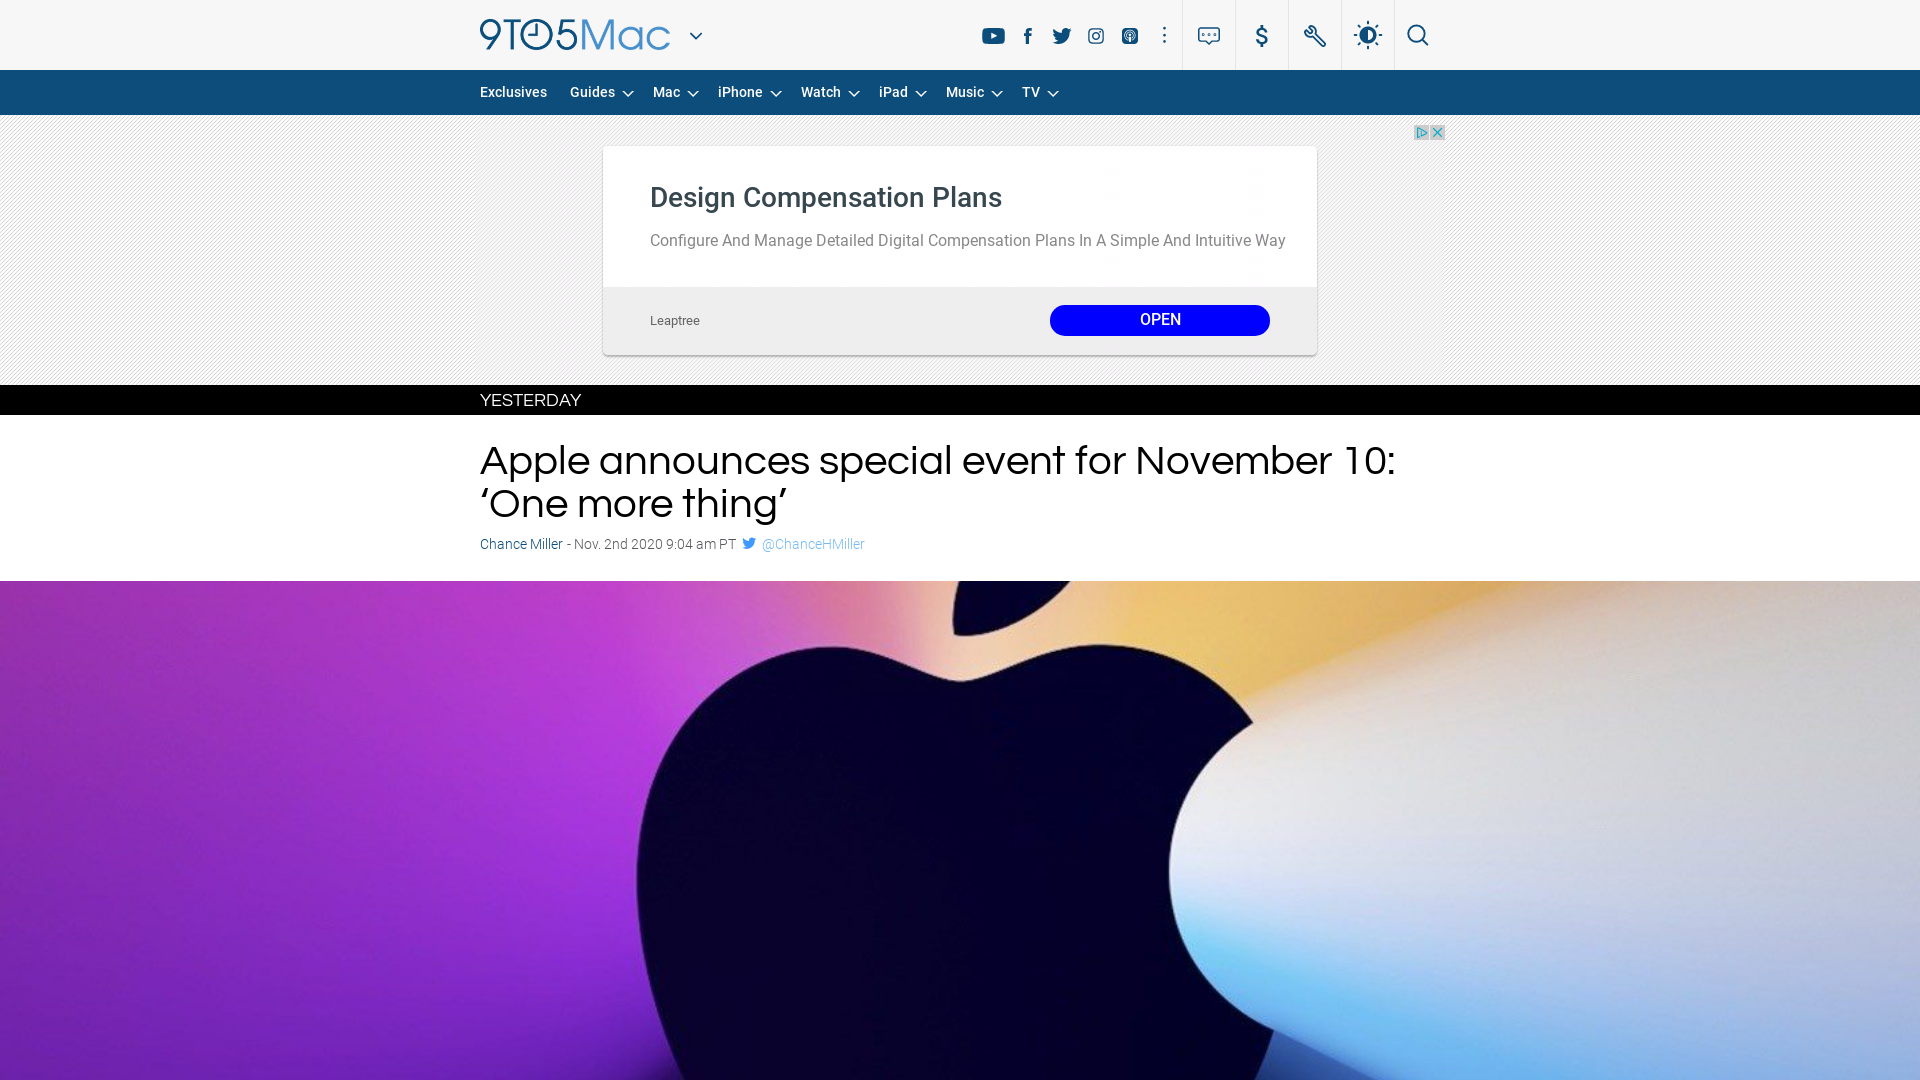 9TO5Mac
Exclusives Guides Mac iPhone Watch iPad Music TV
Design Compensation Plans
Configure And Manage Detailed Digital Compensation Plans In A Simple And Intuitive Way
Leaptree OPEN
YESTERDAY
Apple announces special event for November 10:
‘One more thing’
Chance Miller - Nov. 2nd 2020 9:04 am PT @ChanceHMiller